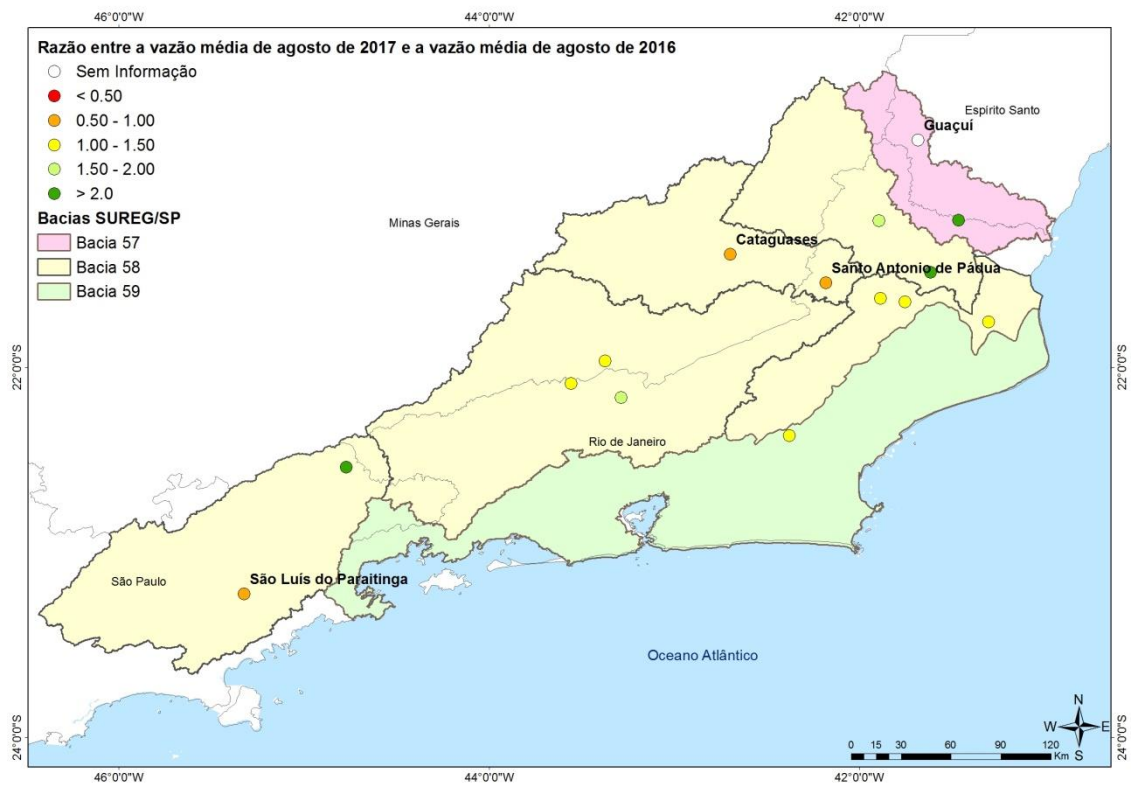 46°0'0"W
44°0'0"W
42°0'0"W
Razão entre a vazão média de agosto de 2017 e a vazão média de agosto de 2016
Sem Informação
< 0.50
0.50 - 1.00
1.00 - 1.50
1.50 - 2.00
> 2.0
Bacias SUREG/SP
Bacia 57
Bacia 58
Bacia 59
Espírito Santo
Guaçuí
Minas Gerais
Cataguases
Santo Antonio de Pádua
22°0'0"S
22°0'0"S
Rio de Janeiro
São Paulo
São Luís do Paraitinga
Oceano Atlântico
N
W
E
S
24°0'0"S
24°0'0"S
0 15 30 60 90 120
Km
46°0'0"W
44°0'0"W
42°0'0"W